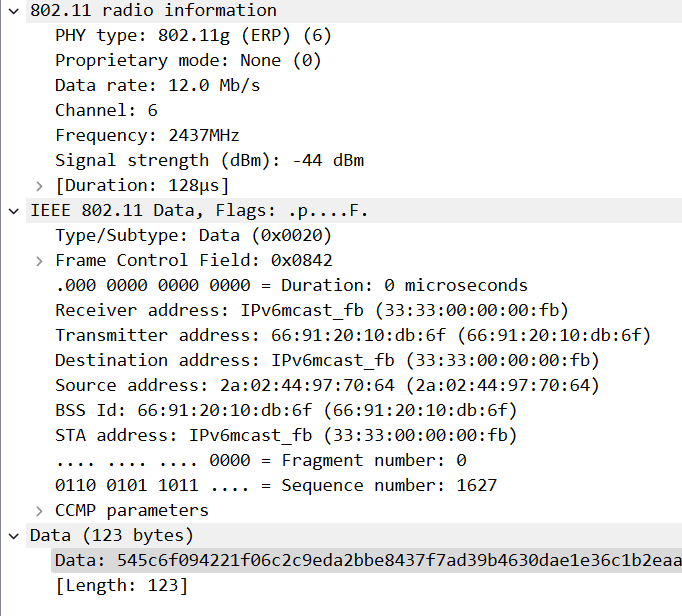 802.11 radio information
PHY type: 802.11g (ERP) (6)
Proprietary mode: None (0)
Data rate: 12.0 Mb/s
Channel: 6
Frequency: 2437MHz
Signal strength (dBm): -44 dBm
[Duration: 128µs]
IEEE 802.11 Data, Flags: .p....F.
Type/Subtype: Data (0x0020)
Frame Control Field: 0x0842
.000 0000 0000 0000 = Duration: 0 microseconds
Receiver address: IPv6mcast_fb (33:33:00:00:00:fb)
Transmitter address: 66:91:20:10:db:6f (66:91:20:10:db:6f)
Destination address: IPv6mcast_fb (33:33:00:00:00:fb)
Source address: 2a:02:44:97:70:64 (2a:02:44:97:70:64)
BSS Id: 66:91:20:10:db:6f (66:91:20:10:db:6f)
STA address: IPv6mcast_fb (33:33:00:00:00:fb)
.... .... .... 0000 = Fragment number: 0
0110 0101 1011 .... = Sequence number: 1627
CCMP parameters
Data (123 bytes)
Data: 545c6f094221f06c2c9eda2bbe8437f7ad39b4630dae1e36c1b2eaa
[Length: 123]